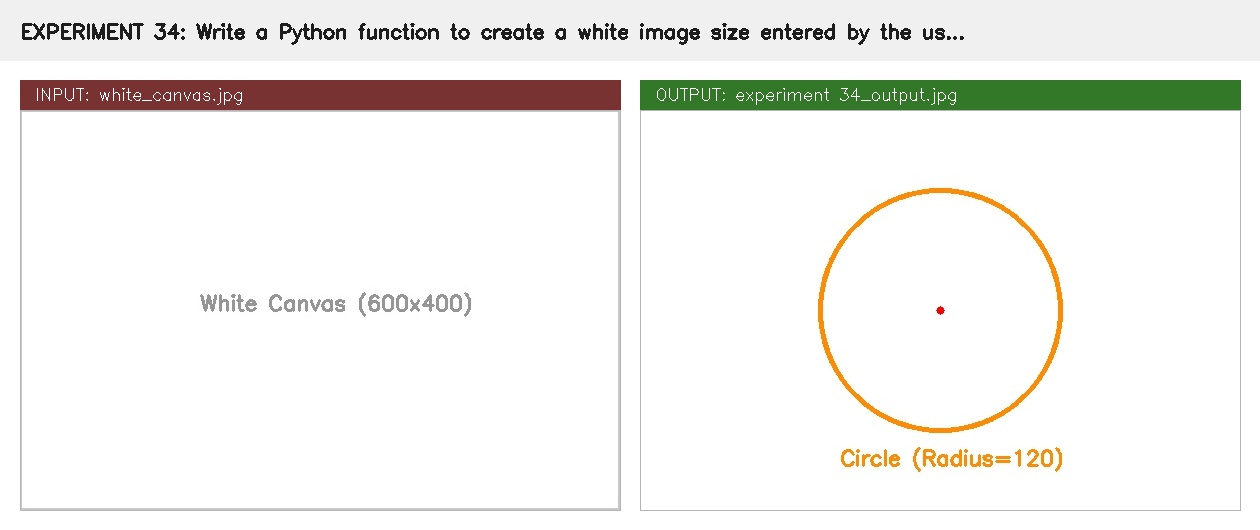 EXPERIMENT 34: Write a Python function to create a white image size entered by the us...
INPUT: white_canvas.jpg
OUTPUT: experiment 34_output.jpg
White Canvas (600x400)
Circle (Radius=120)